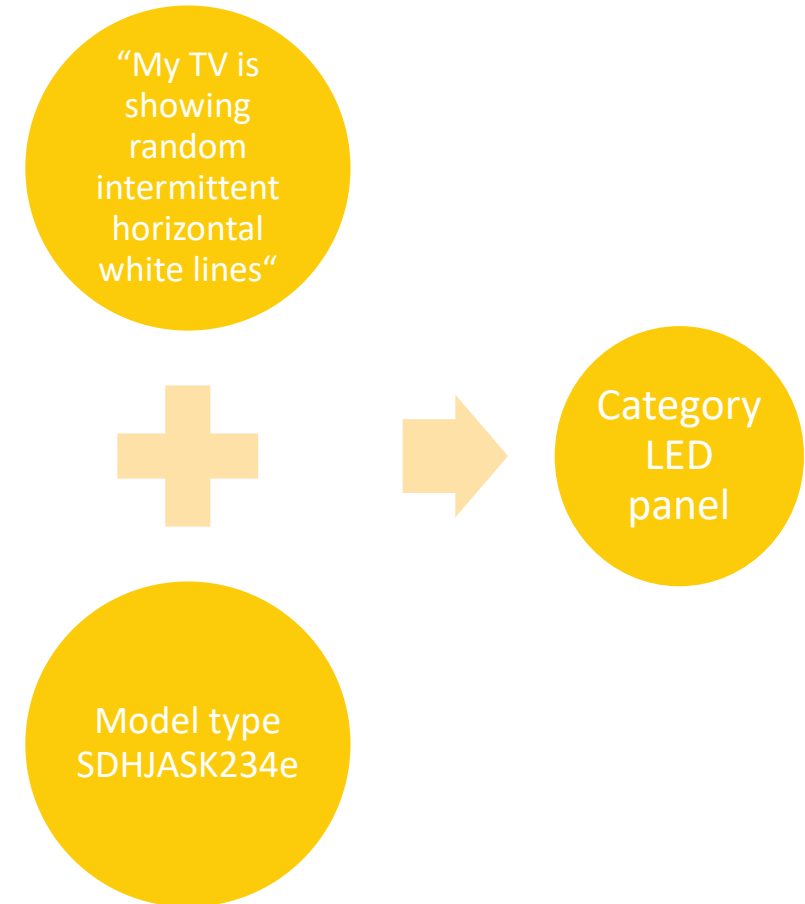 “My TV is
showing
random
intermittent
horizontal
white lines“
Category
LED
panel
Model type
SDHJASK234e